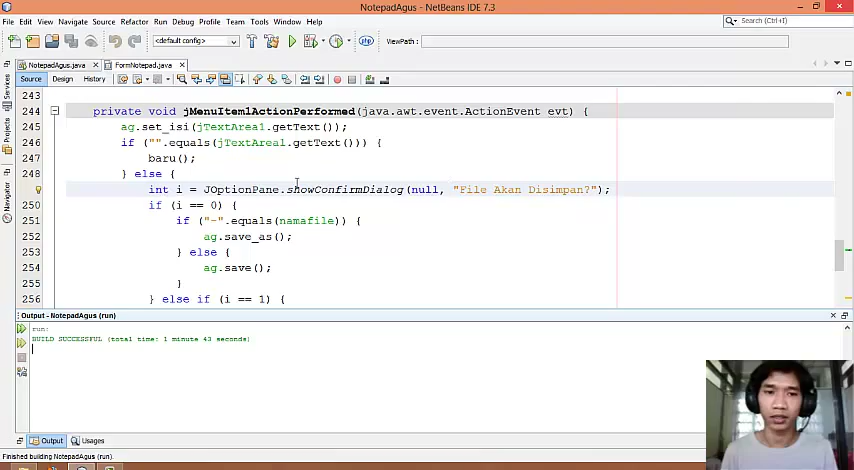 NotepadAgus - NetBeans IDE 7.3
File Edit View Navigate Source Refactor Run Debug Profile Team Tools Window Help
Search (Ctrl+I)
<default config>
php
ViewPath :
NotepadAgus.java
FormNotepad.java
Source Design History
Services
Projects
Navigator
243
244 private void jMenuItem1ActionPerformed(java.awt.event.ActionEvent evt) {
245 ag.set_isi(jTextArea1.getText());
246 if ("".equals(jTextArea1.getText())) {
247 baru();
248 } else {
int i = JOptionPane.showConfirmDialog(null, "File Akan Disimpan?");
250 if (i == 0) {
251 if ("-".equals(namafile)) {
252 ag.save_as();
253 } else {
254 ag.save();
255 }
256 } else if (i == 1) {
Output - NotepadAgus (run)
run:
BUILD SUCCESSFUL (total time: 1 minute 43 seconds)
Output Usages
Finished building NotepadAgus (run).